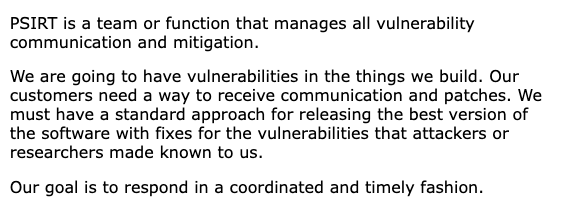 PSIRT is a team or function that manages all vulnerability
communication and mitigation.
We are going to have vulnerabilities in the things we build. Our
customers need a way to receive communication and patches. We
must have a standard approach for releasing the best version of
the software with fixes for the vulnerabilities that attackers or
researchers made known to us.
Our goal is to respond in a coordinated and timely fashion.